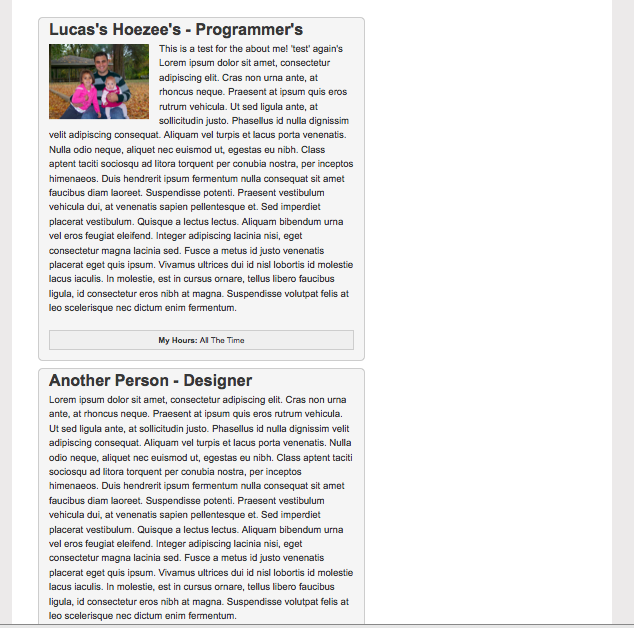 Lucas's Hoezee's - Programmer's
This is a test for the about me! 'test' again's
Lorem ipsum dolor sit amet, consectetur
adipiscing elit. Cras non urna ante, at
rhoncus neque. Praesent at ipsum quis eros
rutrum vehicula. Ut sed ligula ante, at
sollicitudin justo. Phasellus id nulla dignissim
velit adipiscing consequat. Aliquam vel turpis et lacus porta venenatis.
Nulla odio neque, aliquet nec euismod ut, egestas eu nibh. Class
aptent taciti sociosqu ad litora torquent per conubia nostra, per inceptos
himenaeos. Duis hendrerit ipsum fermentum nulla consequat sit amet
faucibus diam laoreet. Suspendisse potenti. Praesent vestibulum
vehicula dui, at venenatis sapien pellentesque et. Sed imperdiet
placerat vestibulum. Quisque a lectus lectus. Aliquam bibendum urna
vel eros feugiat eleifend. Integer adipiscing lacinia nisi, eget
consectetur magna lacinia sed. Fusce a metus id justo venenatis
placerat eget quis ipsum. Vivamus ultrices dui id nisl lobortis id molestie
lacus iaculis. In molestie, est in cursus ornare, tellus libero faucibus
ligula, id consectetur eros nibh at magna. Suspendisse volutpat felis at
leo scelerisque nec dictum enim fermentum.
My Hours: All The Time
Another Person - Designer
Lorem ipsum dolor sit amet, consectetur adipiscing elit. Cras non urna
ante, at rhoncus neque. Praesent at ipsum quis eros rutrum vehicula.
Ut sed ligula ante, at sollicitudin justo. Phasellus id nulla dignissim velit
adipiscing consequat. Aliquam vel turpis et lacus porta venenatis. Nulla
odio neque, aliquet nec euismod ut, egestas eu nibh. Class aptent taciti
sociosqu ad litora torquent per conubia nostra, per inceptos
himenaeos. Duis hendrerit ipsum fermentum nulla consequat sit amet
faucibus diam laoreet. Suspendisse potenti. Praesent vestibulum
vehicula dui, at venenatis sapien pellentesque et. Sed imperdiet
placerat vestibulum. Quisque a lectus lectus. Aliquam bibendum urna
vel eros feugiat eleifend. Integer adipiscing lacinia nisi, eget
consectetur magna lacinia sed. Fusce a metus id justo venenatis
placerat eget quis ipsum. Vivamus ultrices dui id nisl lobortis id molestie
lacus iaculis. In molestie, est in cursus ornare, tellus libero faucibus
ligula, id consectetur eros nibh at magna. Suspendisse volutpat felis at
leo scelerisque nec dictum enim fermentum.